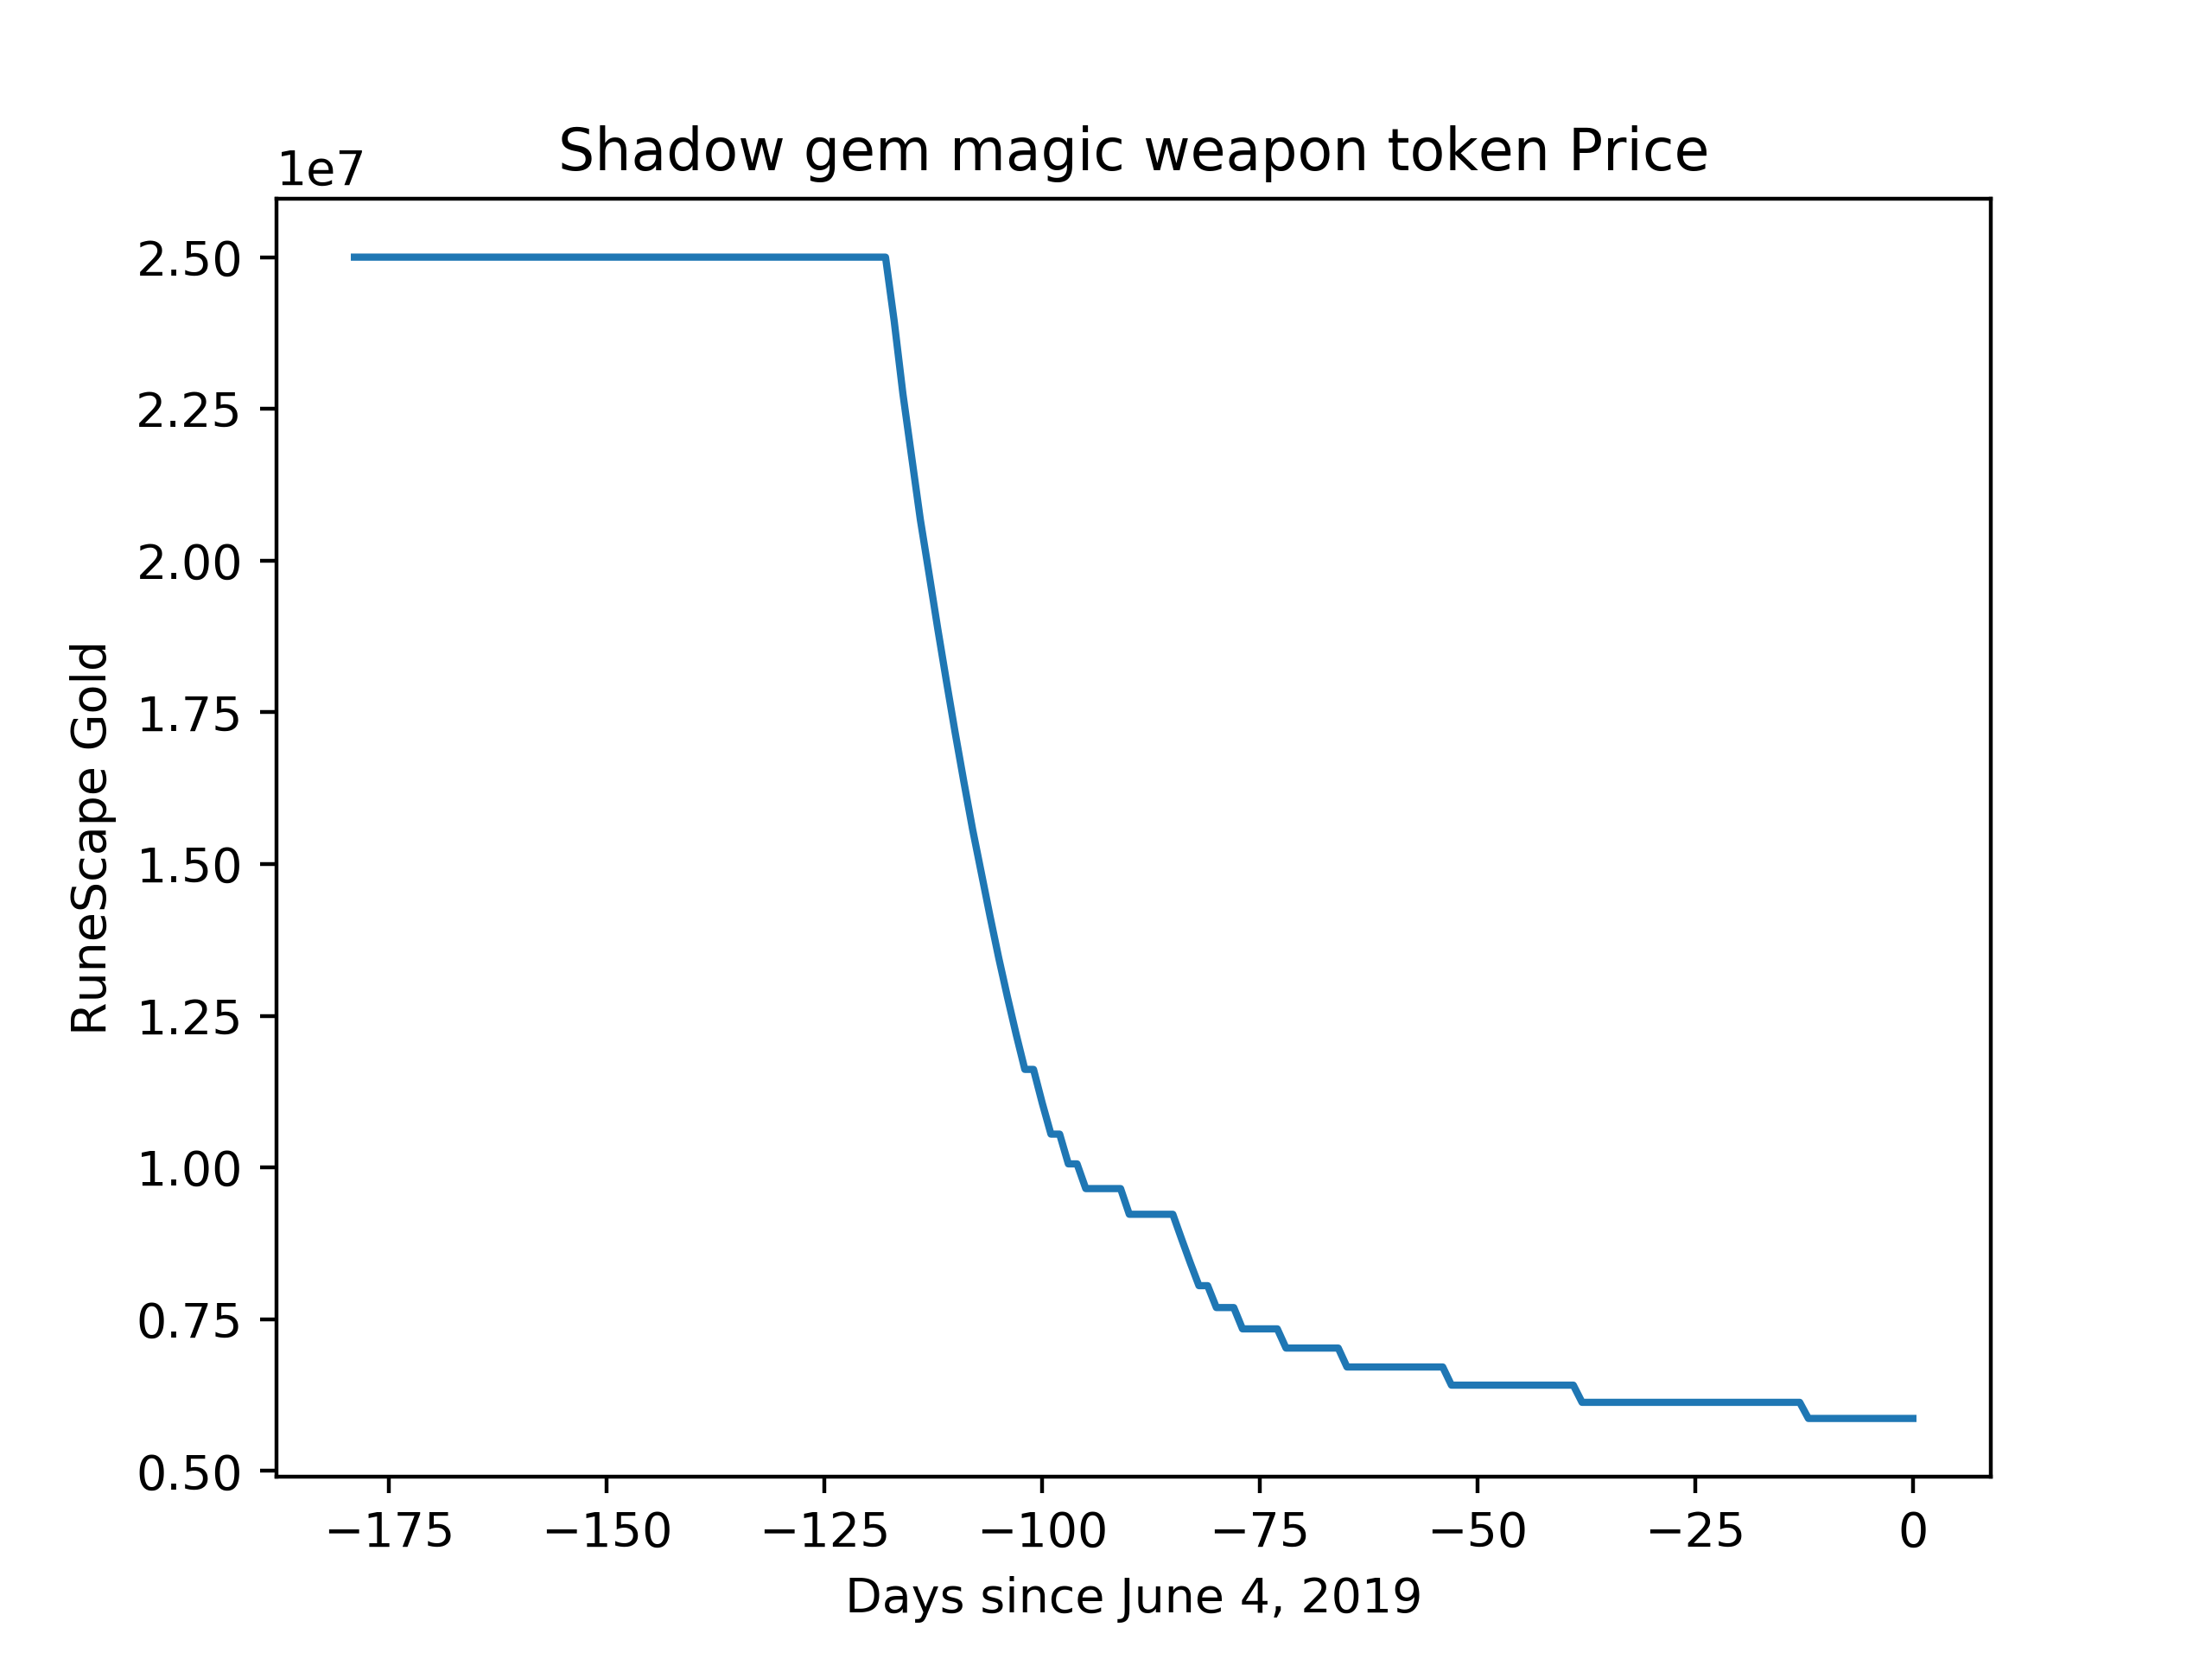 Shadow gem magic weapon token Price
1e7
2.50
2.25
2.00
1.75
1.50
1.25
1.00
0.75
0.50
RuneScape Gold
−175 −150 −125 −100 −75 −50 −25 0
Days since June 4, 2019